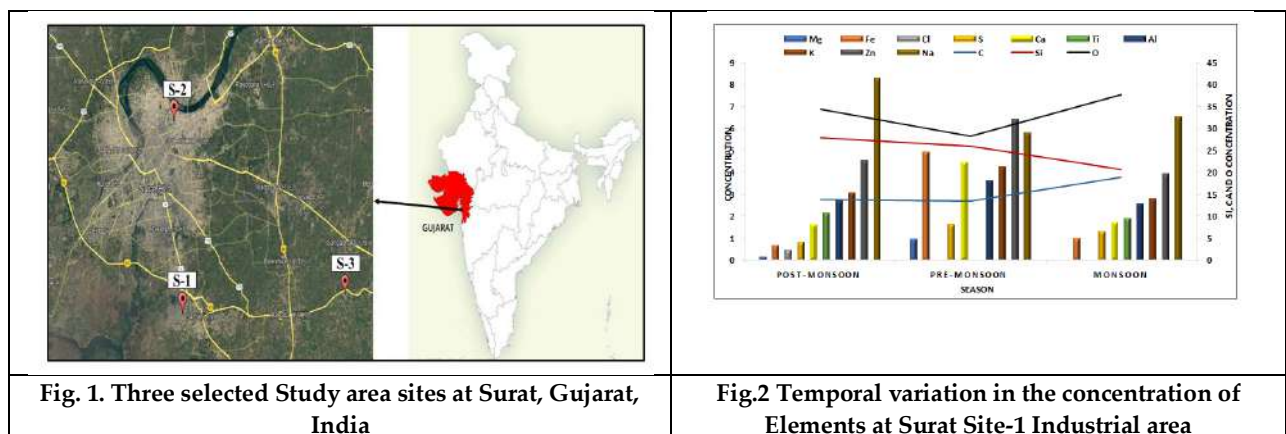 S-2
S-1
S-3
GUJARAT
Mg Fe Cl S Ca Ti Al
K Zn Na C Si O
CONCENTRATION
9
8
7
6
5
4
3
2
1
0
45
40
35
30
25
20
15
10
5
0
SI, C AND O CONCENTRATION
POST-MONSOON PRE-MONSOON MONSOON
SEASON
Fig. 1. Three selected Study area sites at Surat, Gujarat,
India
Fig.2 Temporal variation in the concentration of
Elements at Surat Site-1 Industrial area